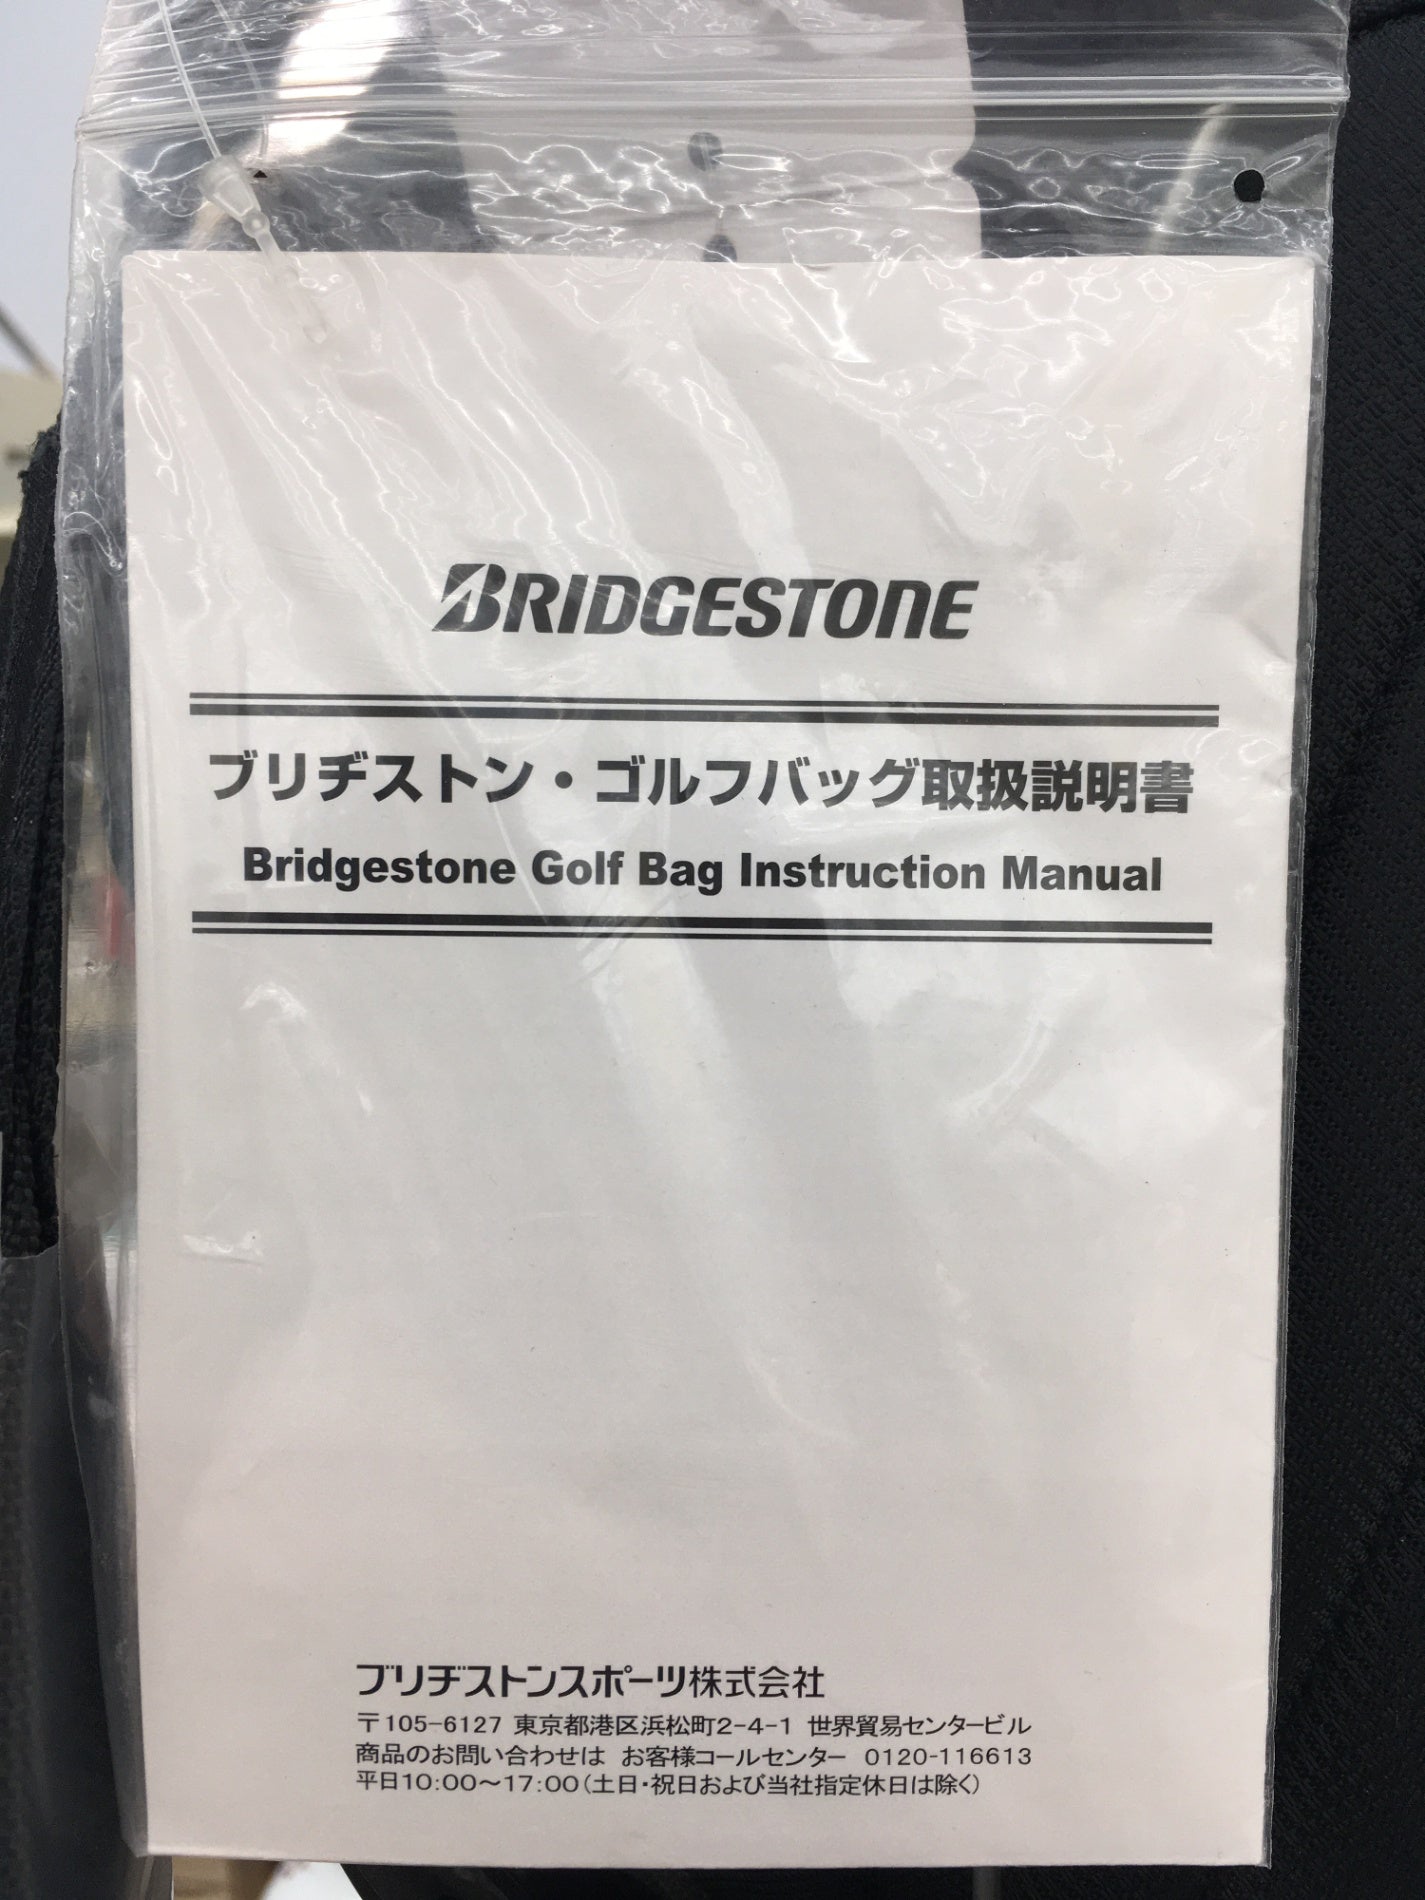 BRIDGESTONE
ブリヂストン・ゴルフバッグ取扱説明書
Bridgestone Golf Bag Instruction Manual
ブリヂストンスポーツ株式会社
〒105-6127 東京都港区浜松町2-4-1 世界貿易センタービル
商品のお問い合わせは お客様コールセンター 0120-116613
平日10:00～17:00(土日・祝日および当社指定休日は除く)